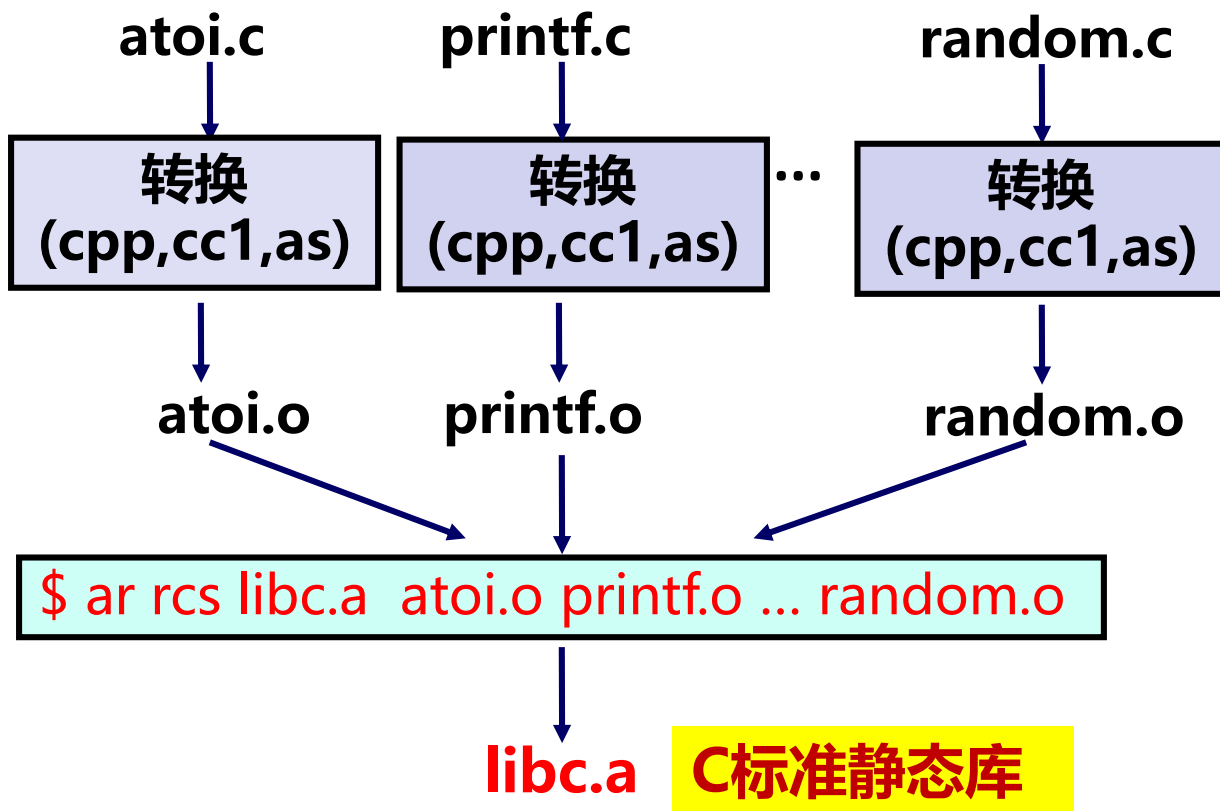 atoi.c
printf.c
random.c
转换
(cpp,cc1,as)
转换
(cpp,cc1,as)
...
转换
(cpp,cc1,as)
atoi.o
printf.o
random.o
$ ar rcs libc.a  atoi.o printf.o ... random.o
libc.a
C标准静态库